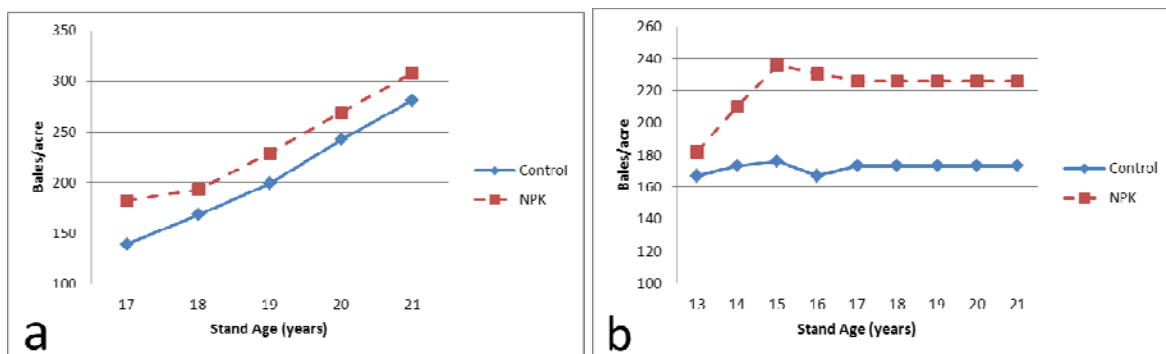 350
300
250
200
150
100
Bales/acre
17 18 19 20 21
Stand Age (years)
Control
NPK
a
260
240
220
200
180
160
140
120
100
Bales/acre
13 14 15 16 17 18 19 20 21
Stand Age (years)
Control
NPK
b